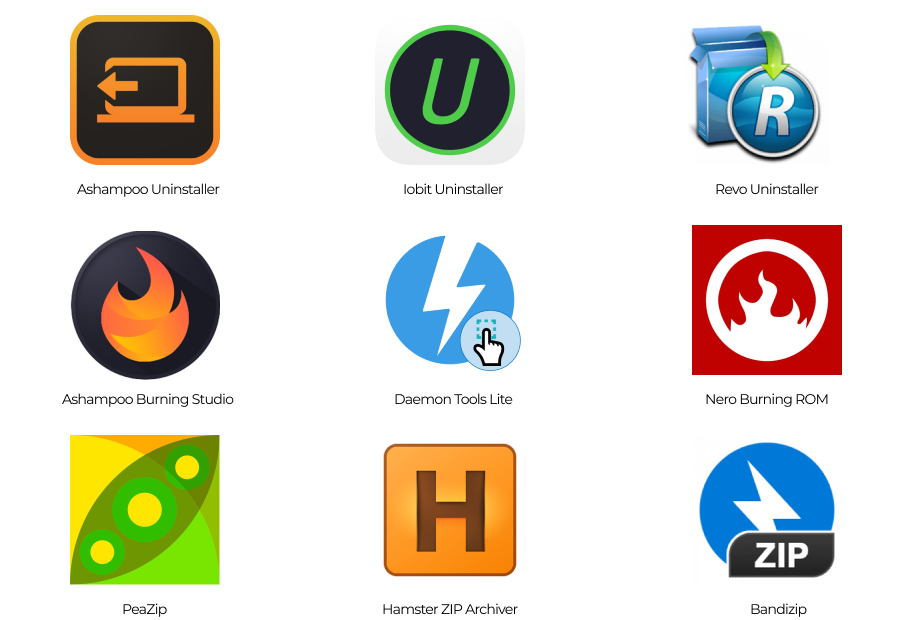 U
R
Ashampoo Uninstaller
Iobit Uninstaller
Revo Uninstaller
Ashampoo Burning Studio
Daemon Tools Lite
Nero Burning ROM
H
ZIP
PeaZip
Hamster ZIP Archiver
Bandizip